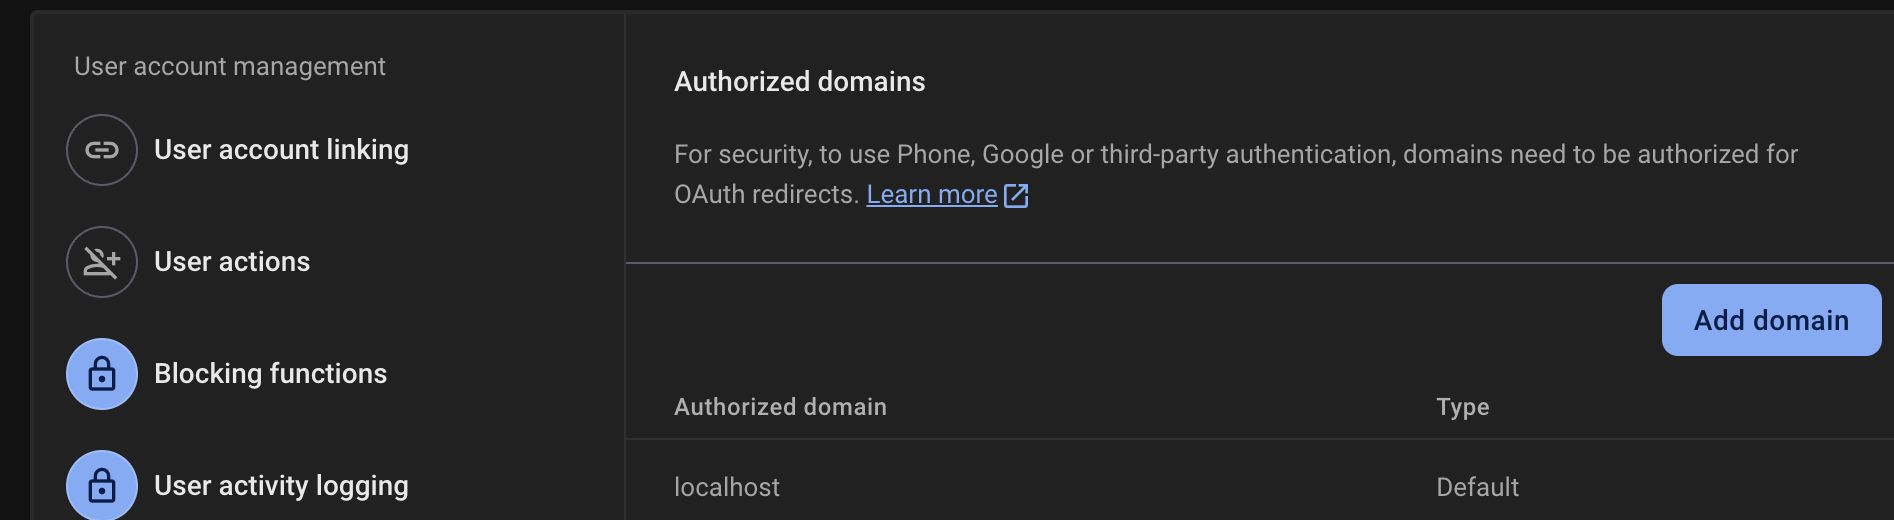 User account management
User account linking
User actions
Blocking functions
User activity logging
Authorized domains
For security, to use Phone, Google or third-party authentication, domains need to be authorized for
OAuth redirects. Learn more
Add domain
Authorized domain Type
localhost Default